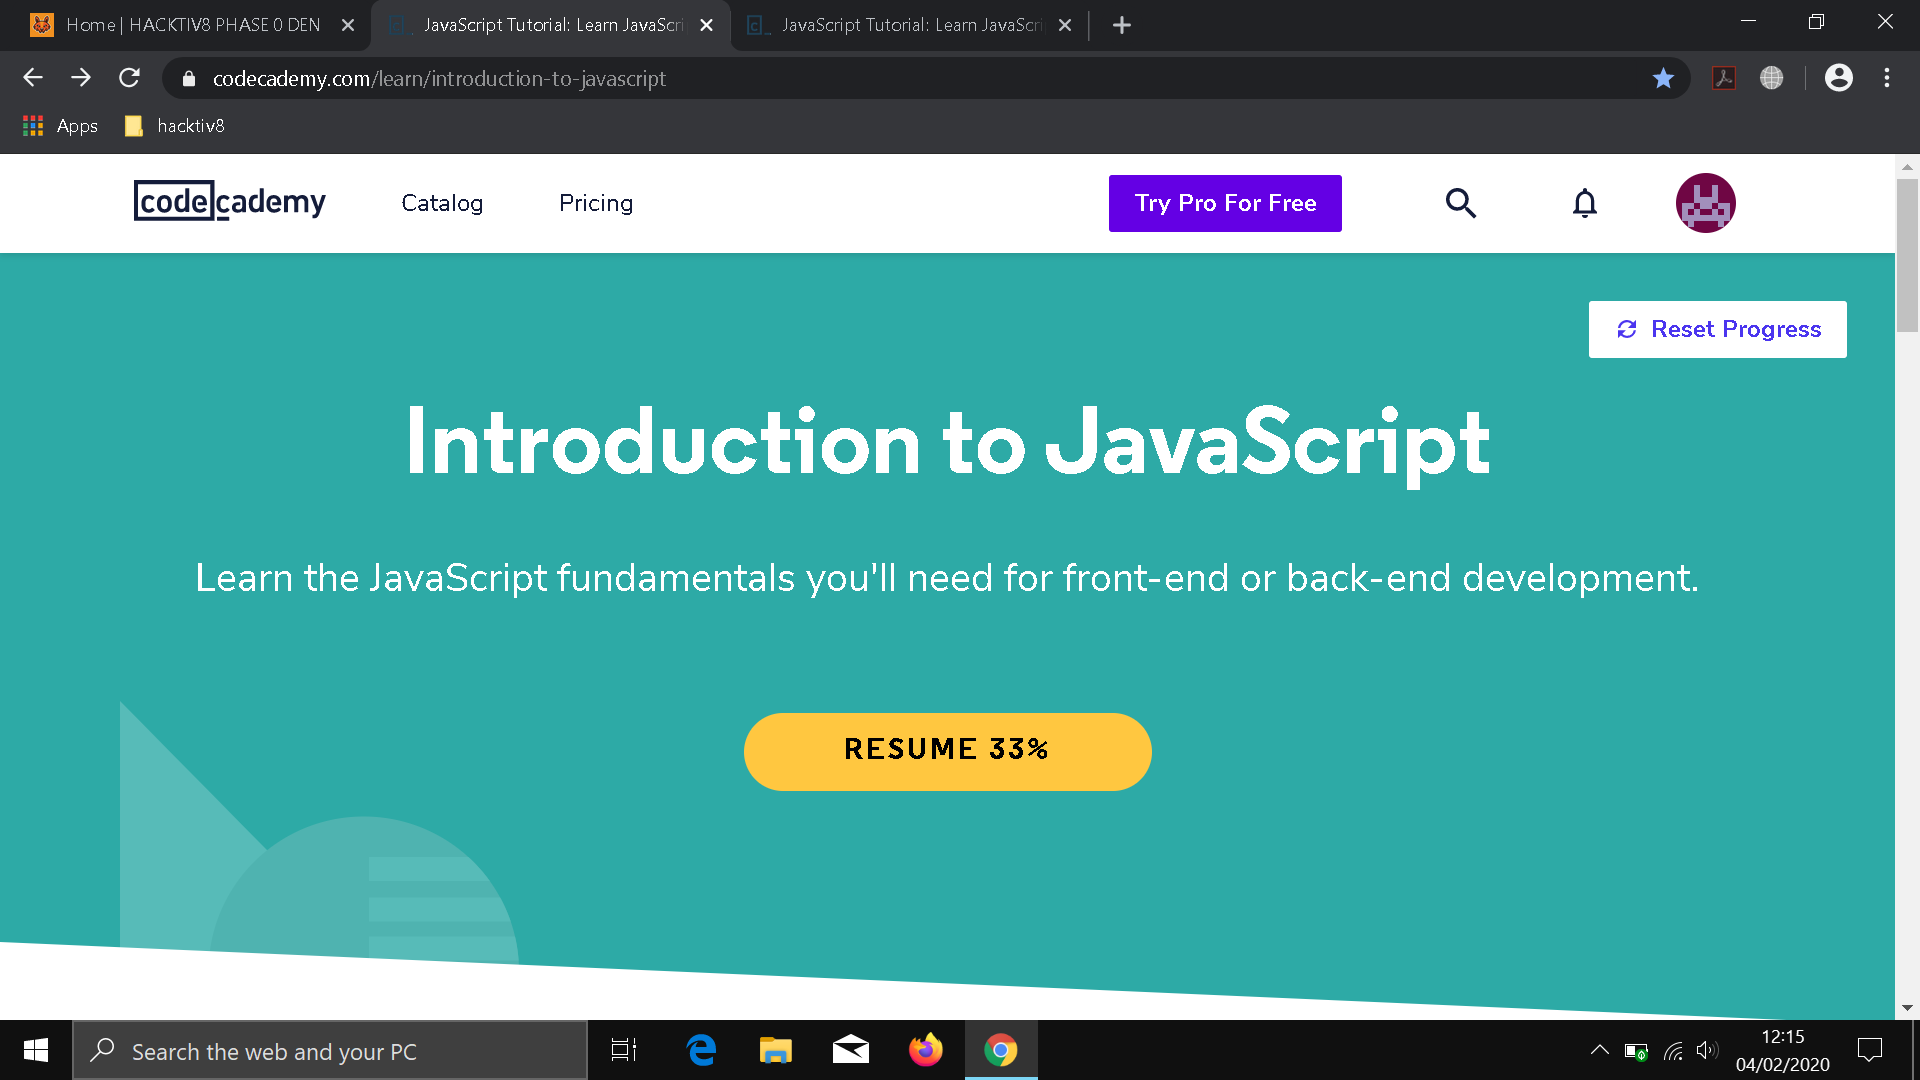 Home | HACKTIV8 PHASE 0 DEN
JavaScript Tutorial: Learn JavaScri
JavaScript Tutorial: Learn JavaScri
codecademy.com/learn/introduction-to-javascript
Apps
hacktiv8
codecademy
Catalog
Pricing
Try Pro For Free
Reset Progress
Introduction to JavaScript
Learn the JavaScript fundamentals you'll need for front-end or back-end development.
RESUME 33%
Search the web and your PC
12:15
04/02/2020